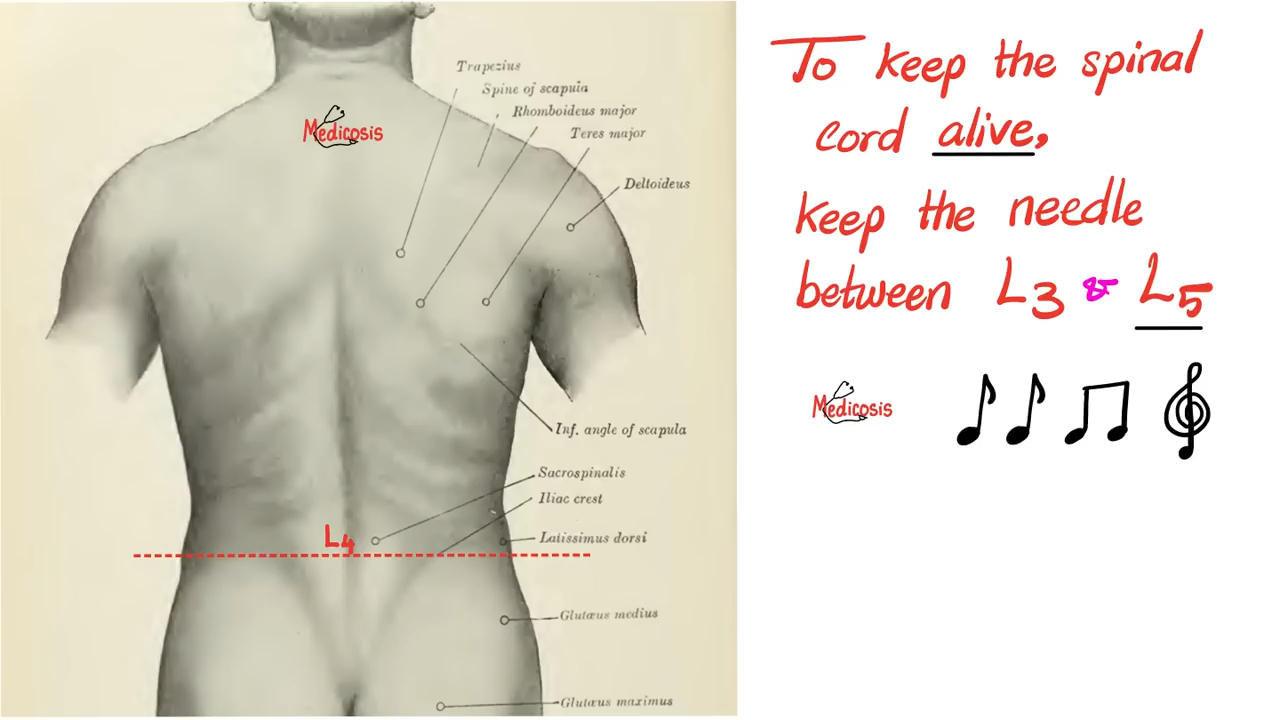 Trapezius
Spine of scapula
Rhomboideus major
Teres major
Medicosis
Deltoideus
Inf. angle of scapula
Sacrospinalis
Iliac crest
L4
Latissimus dorsi
Glutæus medius
Glutæus maximus
To keep the spinal
cord alive,
keep the needle
between L3 & L5
Medicosis